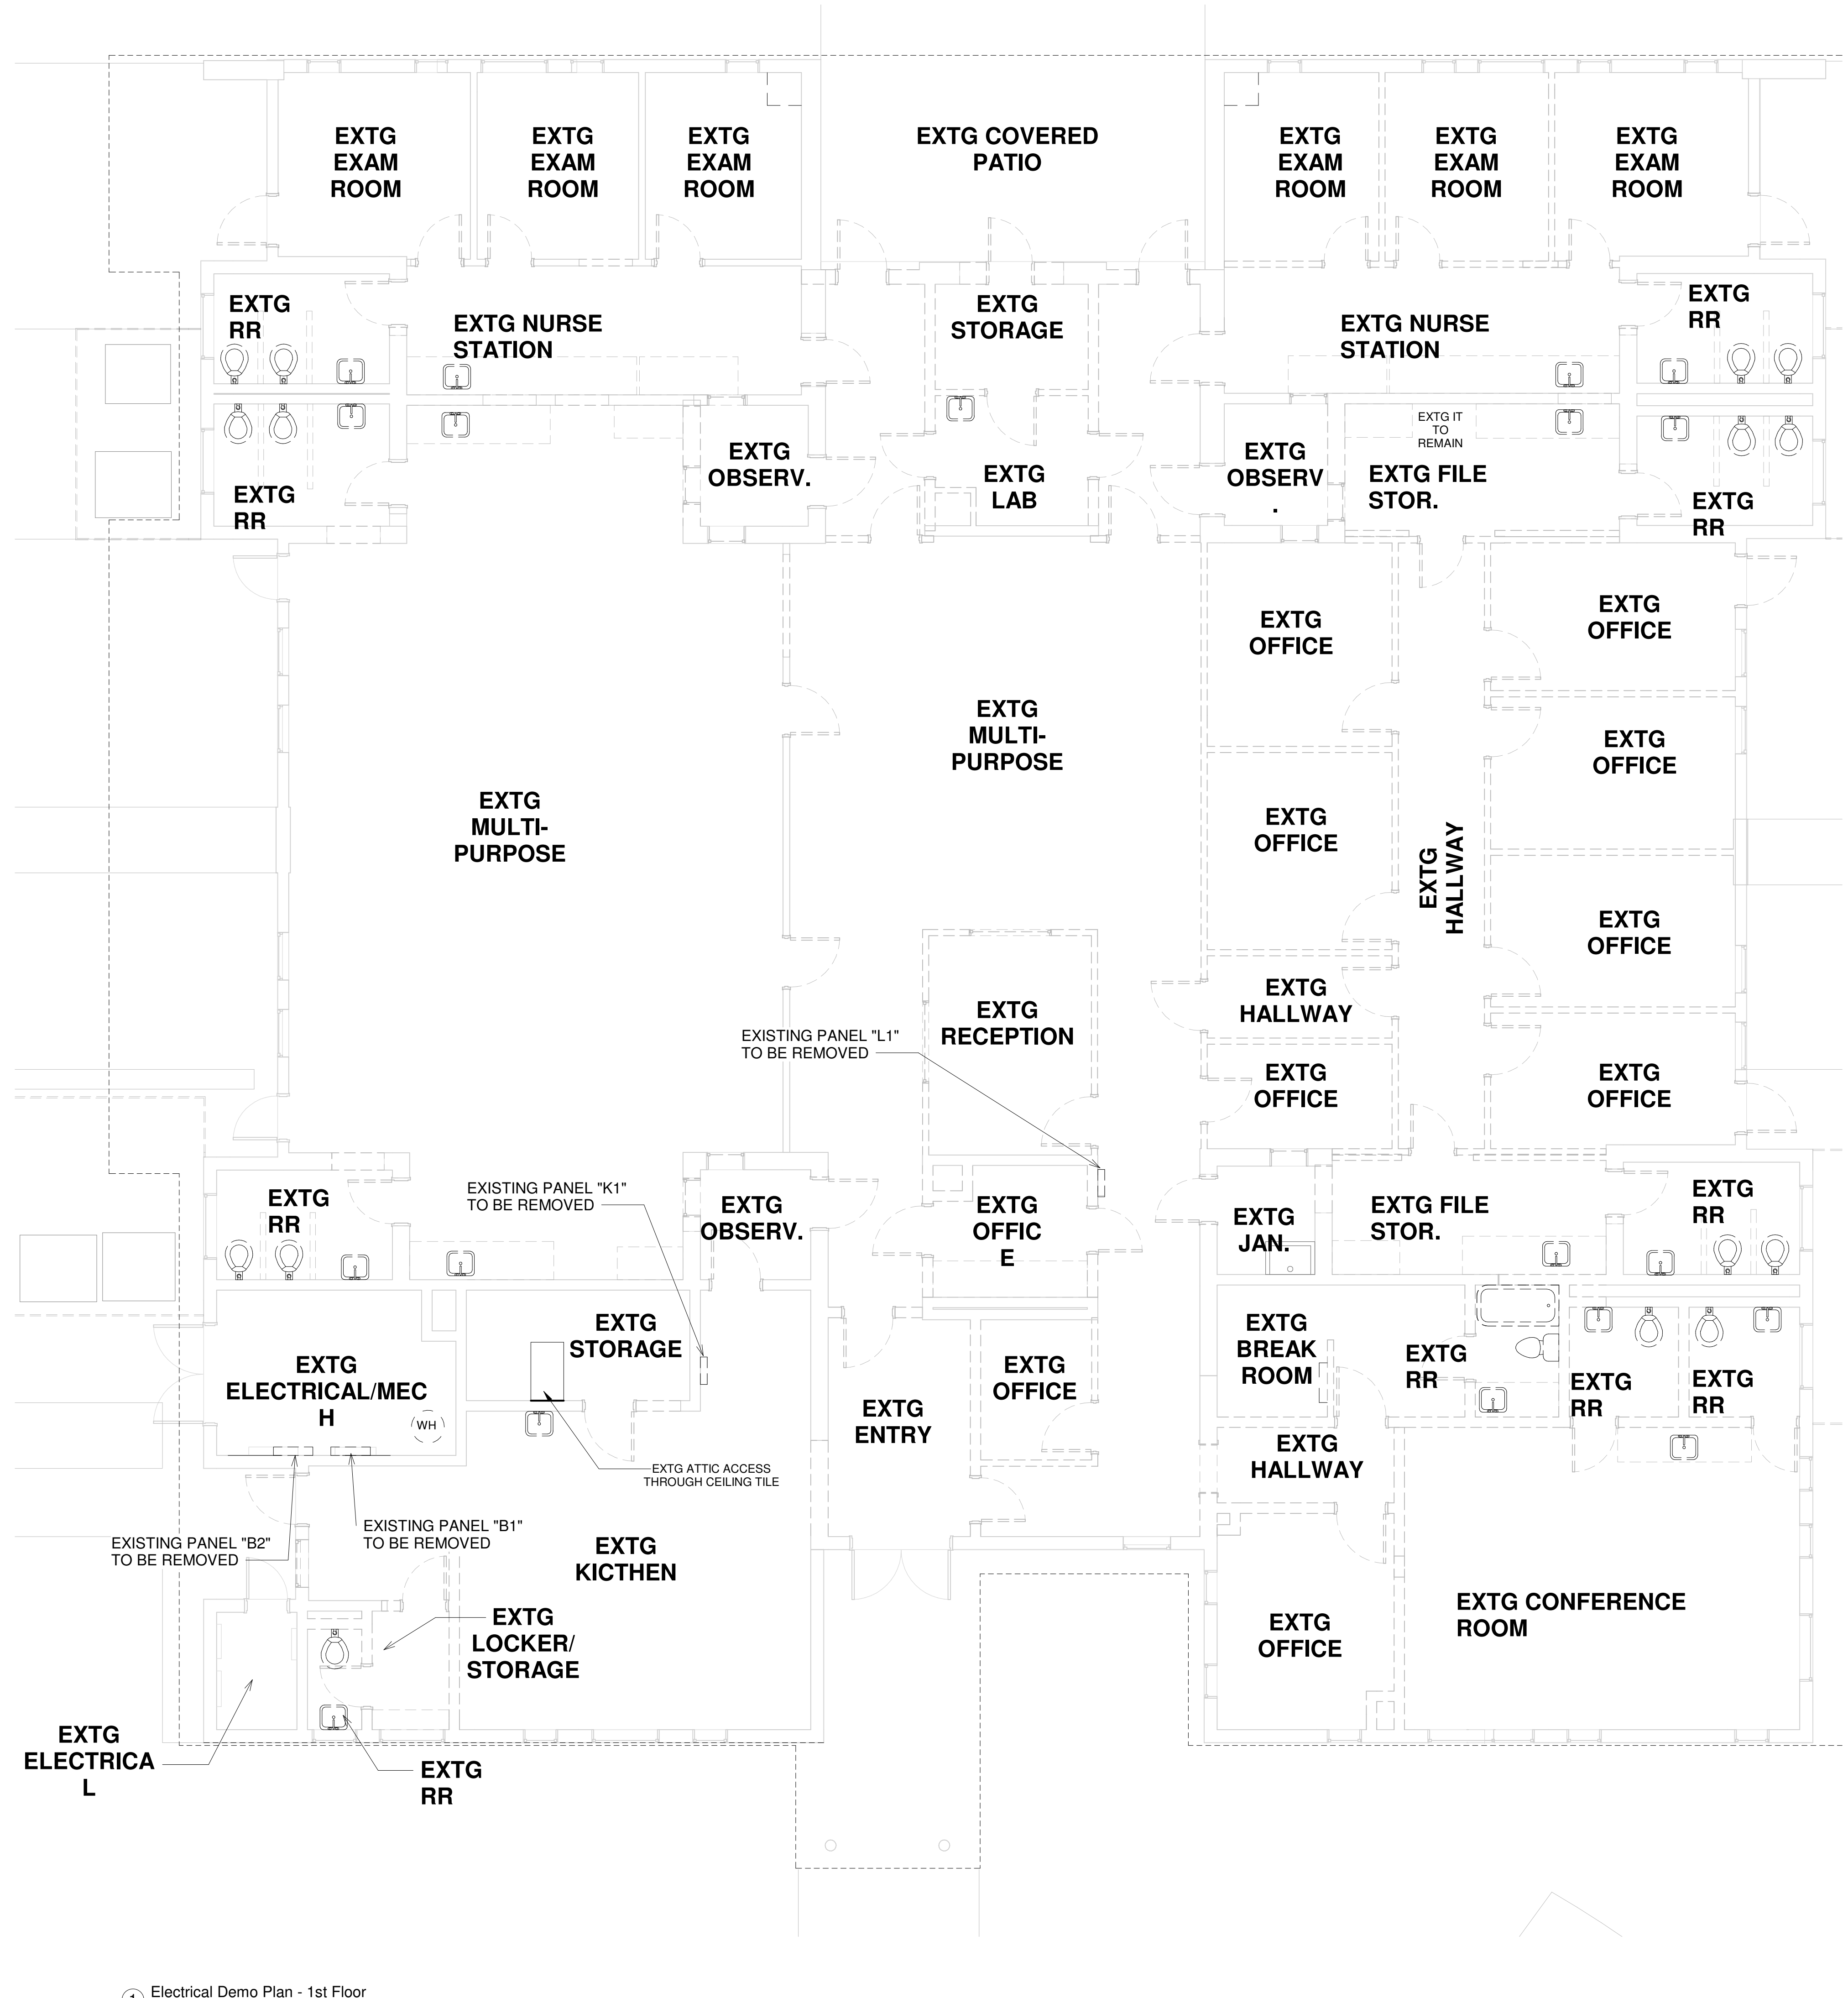 EXTG
EXAM
ROOM
EXTG
EXAM
ROOM
EXTG
EXAM
ROOM
EXTG COVERED
PATIO
EXTG
EXAM
ROOM
EXTG
EXAM
ROOM
EXTG
EXAM
ROOM
EXTG
RR
EXTG NURSE
STATION
EXTG
STORAGE
EXTG NURSE
STATION
EXTG
RR
EXTG
RR
EXTG
OBSERV.
EXTG
LAB
EXTG
OBSERV
.
EXTG IT
TO
REMAIN
EXTG FILE
STOR.
EXTG
RR
EXTG
OFFICE
EXTG
OFFICE
EXTG
MULTI-
PURPOSE
EXTG
OFFICE
EXTG
MULTI-
PURPOSE
EXTG
OFFICE
EXTG
HALLWAY
EXTG
OFFICE
EXTG
HALLWAY
EXTG
RECEPTION
EXISTING PANEL "L1"
TO BE REMOVED
EXTG
OFFICE
EXTG
OFFICE
EXTG
RR
EXISTING PANEL "K1"
TO BE REMOVED
EXTG
OBSERV.
EXTG
OFFIC
E
EXTG
JAN.
EXTG FILE
STOR.
EXTG
RR
EXTG
STORAGE
EXTG
ELECTRICAL/MEC
H
WH
EXTG
OFFICE
EXTG
BREAK
ROOM
EXTG
RR
EXTG
RR
EXTG
RR
EXTG
ENTRY
EXTG
HALLWAY
EXTG ATTIC ACCESS
THROUGH CEILING TILE
EXISTING PANEL "B2"
TO BE REMOVED
EXISTING PANEL "B1"
TO BE REMOVED
EXTG
KICTHEN
EXTG
LOCKER/
STORAGE
EXTG
OFFICE
EXTG CONFERENCE
ROOM
EXTG
ELECTRICA
L
EXTG
RR
1
Electrical Demo Plan - 1st Floor